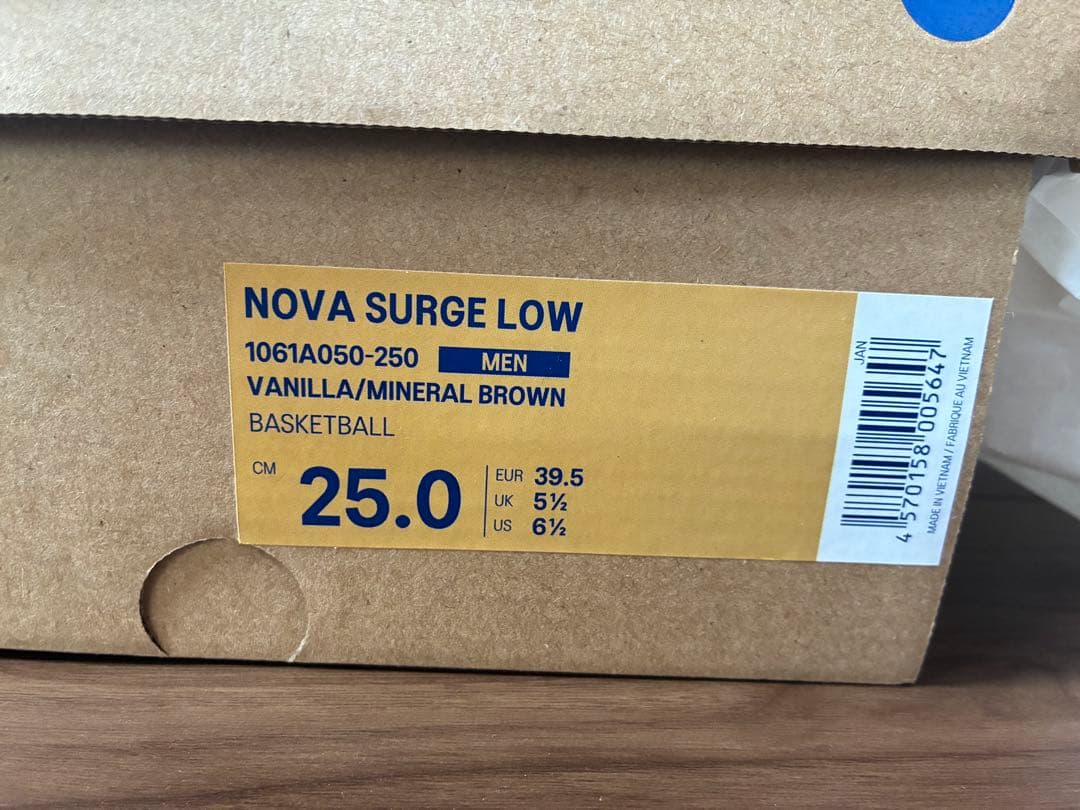 NOVA SURGE LOW
1061A050-250 MEN
VANILLA/MINERAL BROWN
BASKETBALL
CM 25.0
EUR 39.5
UK 5½
US 6½
JAN
4 570158 005647
MADE IN VIETNAM / FABRIQUE AU VIETNAM